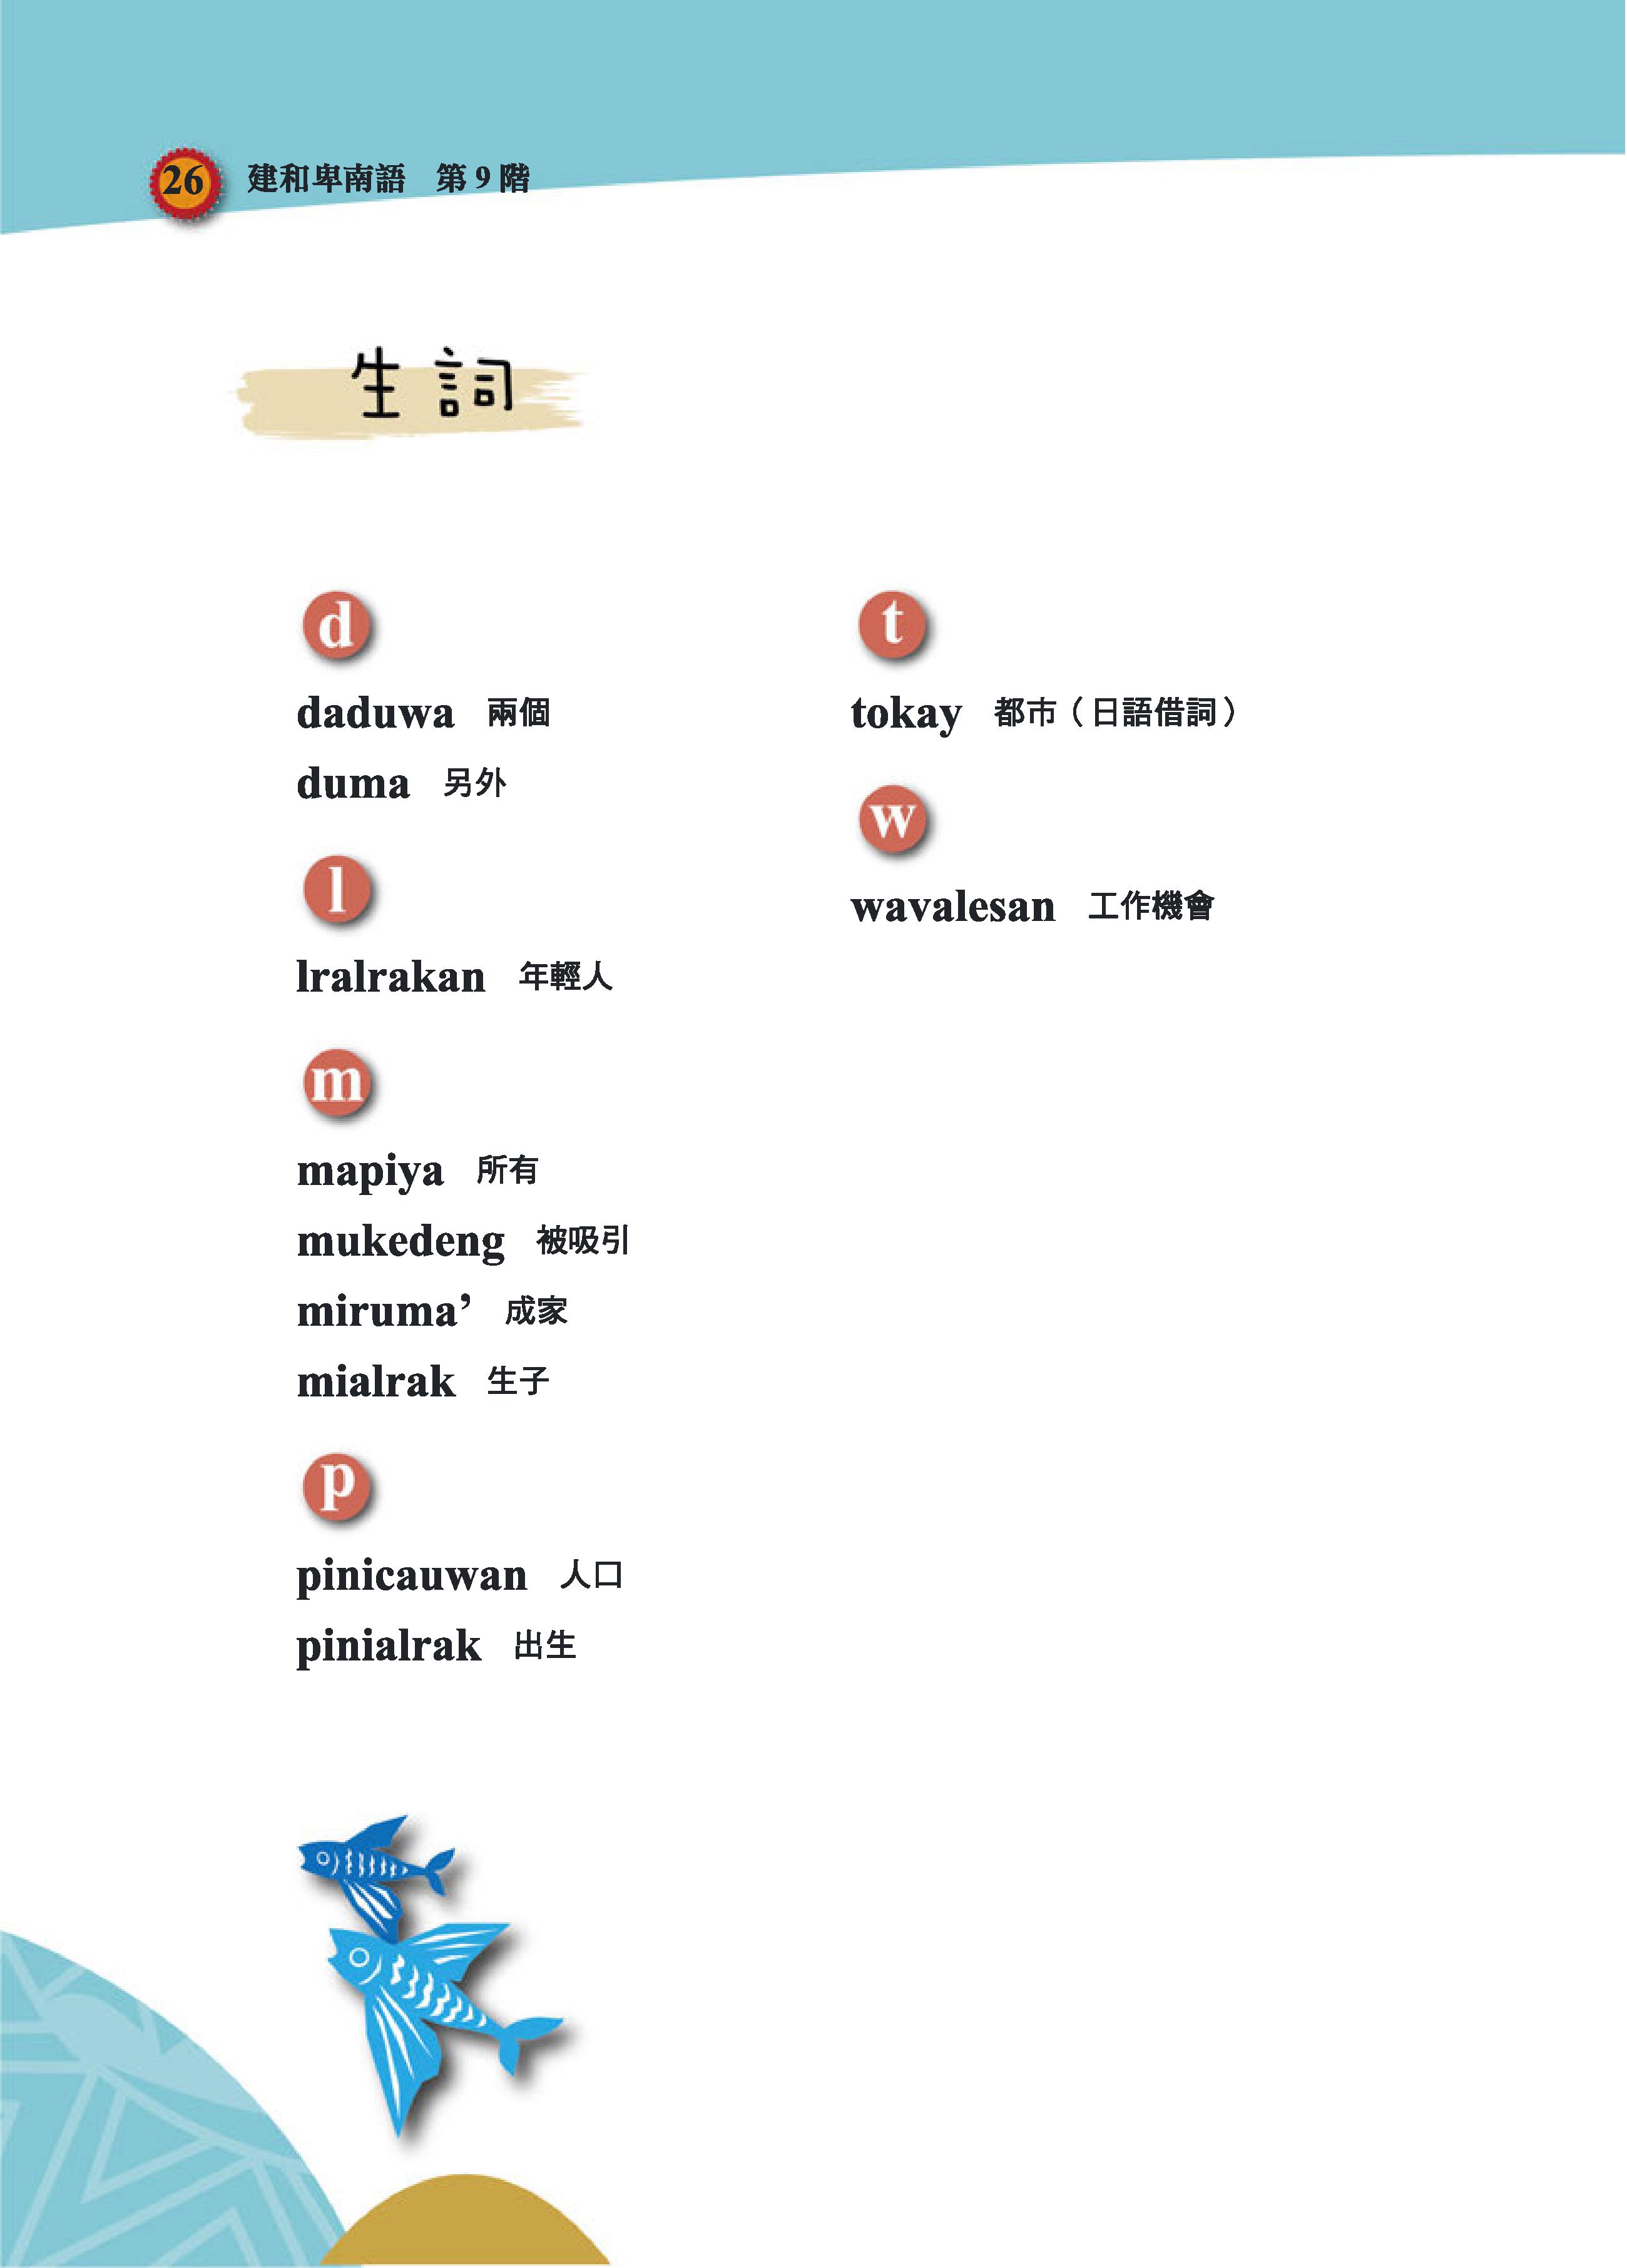 26 建和卑南語 第9階
生詞
d
daduwa 兩個
duma 另外
l
lralrakan 年輕人
m
mapiya 所有
mukedeng 被吸引
miruma’ 成家
mialrak 生子
p
pinicauwan 人口
pinialrak 出生
t
tokay 都市（日語借詞）
w
wavalesan 工作機會